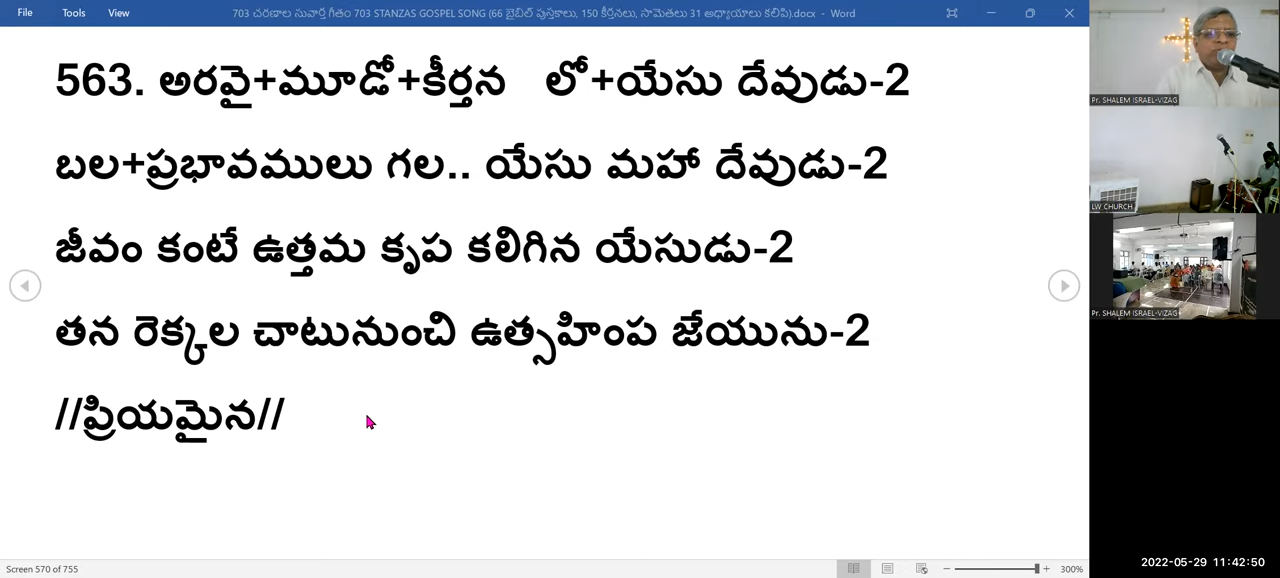 File Tools View 703 చరణాల సువార్త గీతం 703 STANZAS GOSPEL SONG (66 బైబిల్ పుస్తకాలు, 150 కీర్తనలు, సామెతలు 31 అధ్యాయాలు కలిపి).docx - Word
563. అరవై+మూడో+కీర్తన లో+యేసు దేవుడు-2
బల+ప్రభావములు గల.. యేసు మహా దేవుడు-2
జీవం కంటే ఉత్తమ కృప కలిగిన యేసుడు-2
తన రెక్కల చాటునుంచి ఉత్సహింప జేయును-2
//ప్రియమైన//
Pr. SHALEM ISRAEL-VIZAG
LW CHURCH
Pr. SHALEM ISRAEL-VIZAG+
2022-05-29 11:42:50
Screen 570 of 755
300%